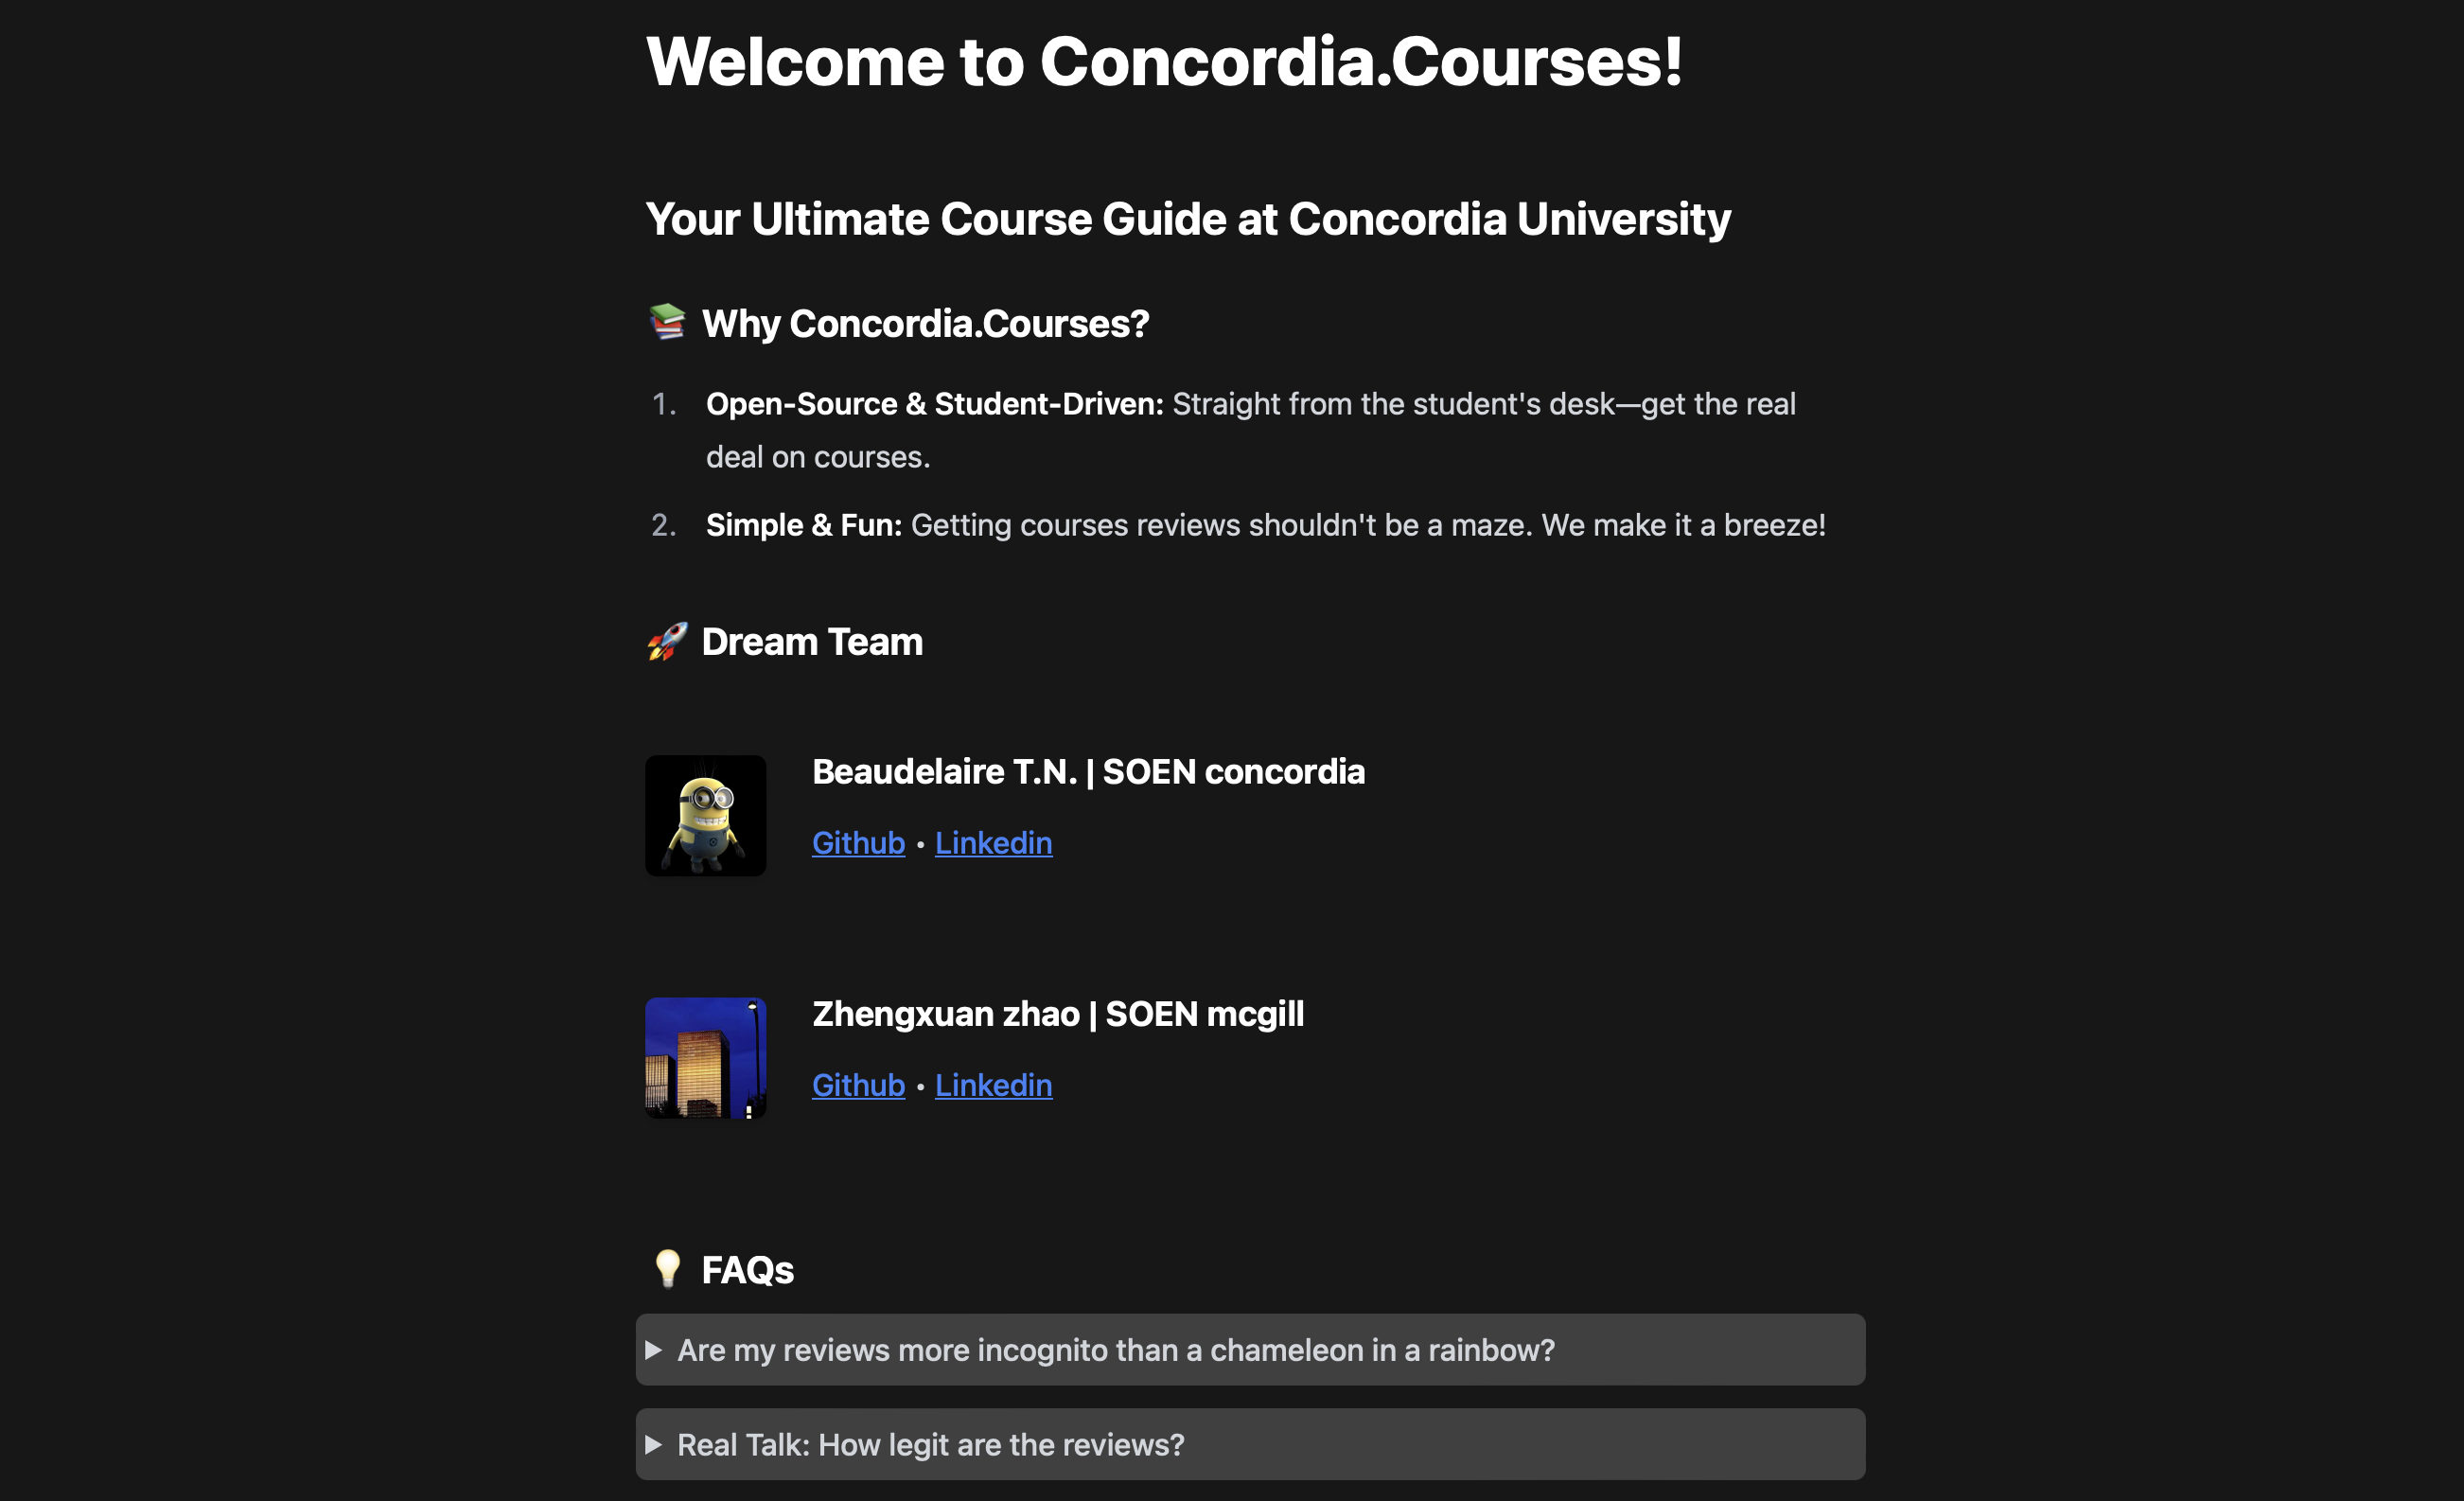 Welcome to Concordia.Courses!
Your Ultimate Course Guide at Concordia University
📚 Why Concordia.Courses?
1. Open-Source & Student-Driven: Straight from the student's desk—get the real
deal on courses.
2. Simple & Fun: Getting courses reviews shouldn't be a maze. We make it a breeze!
🚀 Dream Team
Beaudelaire T.N. | SOEN concordia
Github • Linkedin
Zhengxuan zhao | SOEN mcgill
Github • Linkedin
💡 FAQs
Are my reviews more incognito than a chameleon in a rainbow?
Real Talk: How legit are the reviews?